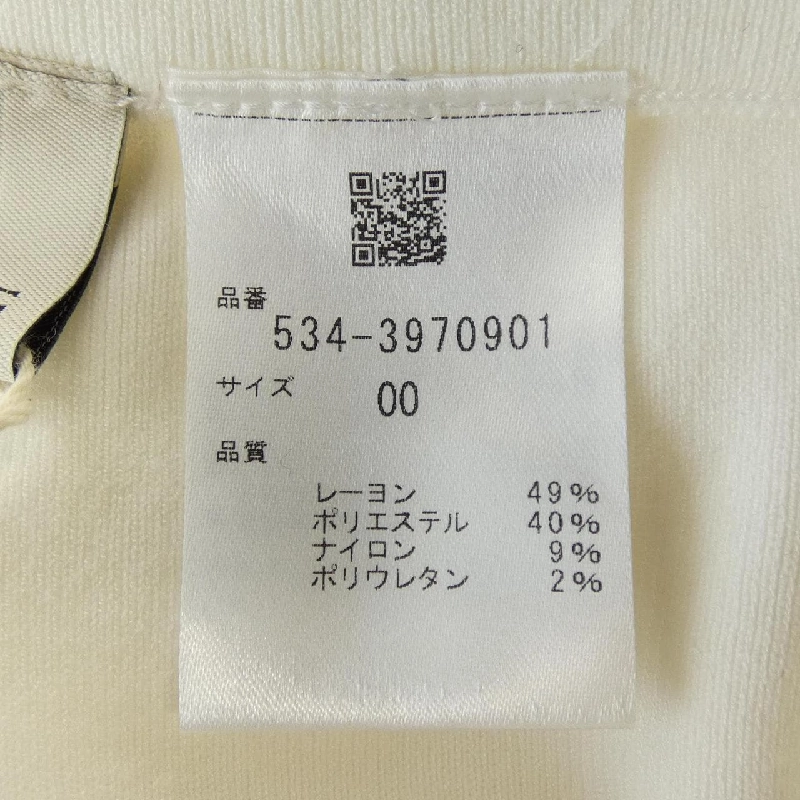 品番
534-3970901
サイズ 00
品質
レーヨン 49%
ポリエステル 40%
ナイロン 9%
ポリウレタン 2%